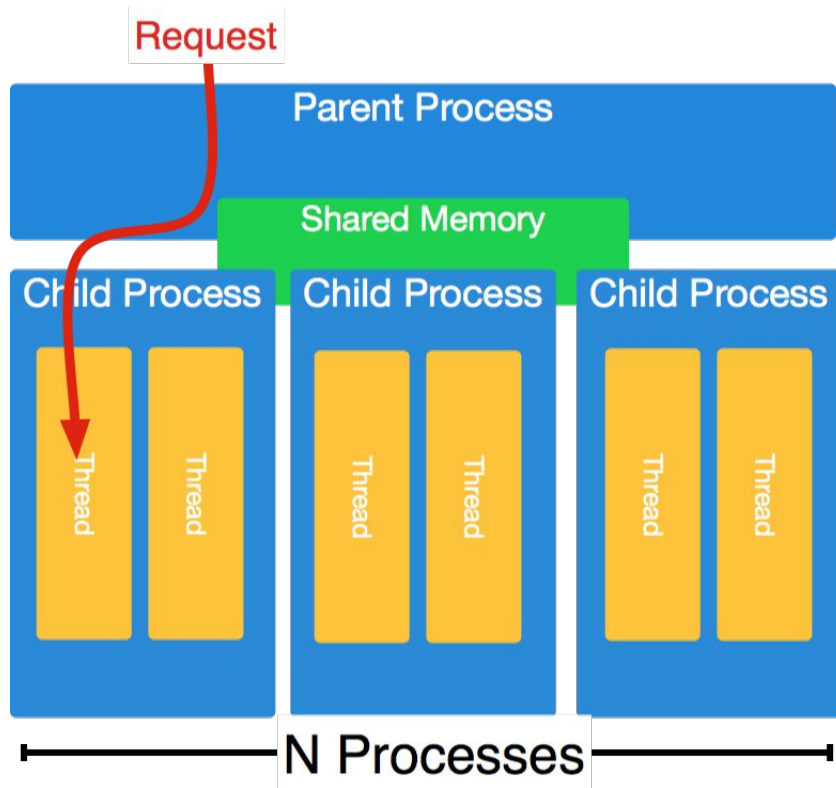 Request
Parent Process
Shared Memory
Child Process
Child Process
Child Process
Thread
Thread
Thread
Thread
Thread
Thread
N Processes